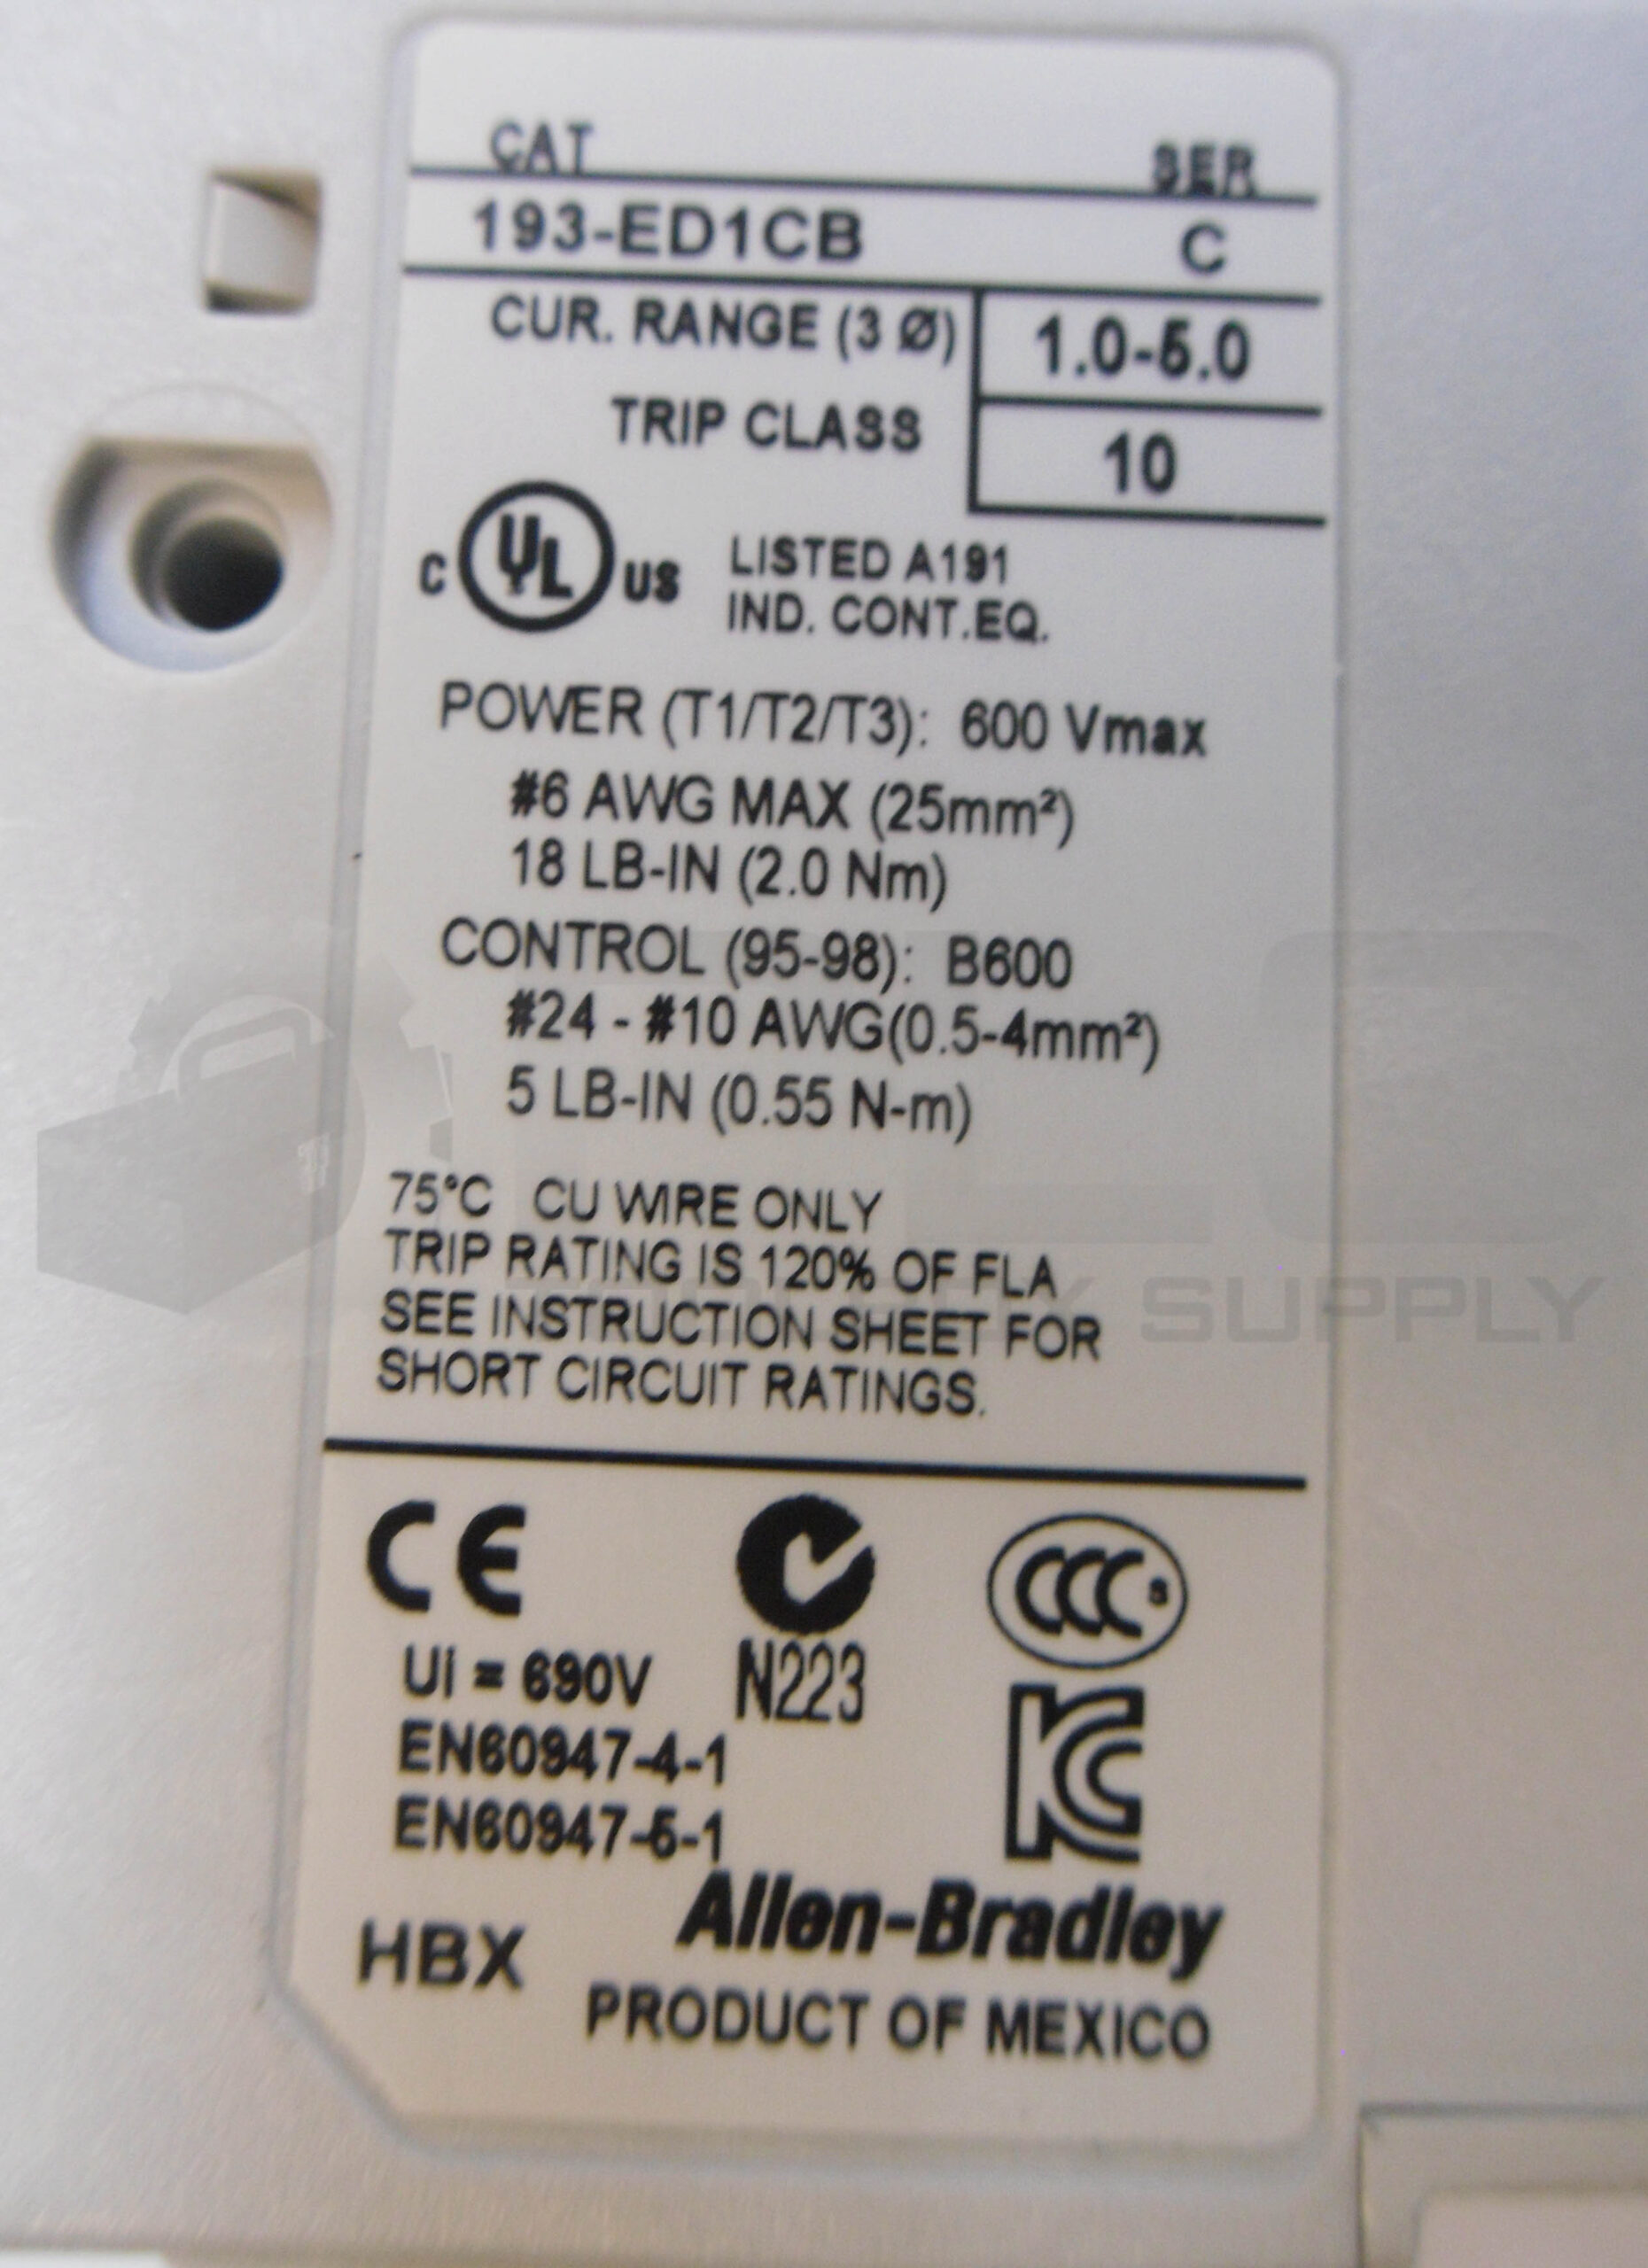 CAT SER
193-ED1CB C
CUR. RANGE (3 Ø) 1.0-5.0
TRIP CLASS 10
C UL US LISTED A191
IND. CONT.EQ.
POWER (T1/T2/T3): 600 Vmax
#6 AWG MAX (25mm²)
18 LB-IN (2.0 Nm)
CONTROL (95-98): B600
#24 - #10 AWG(0.5-4mm²)
5 LB-IN (0.55 N-m)
75°C CU WIRE ONLY
TRIP RATING IS 120% OF FLA
SEE INSTRUCTION SHEET FOR
SHORT CIRCUIT RATINGS.
CE CCC S
Ui = 690V N223
EN60947-4-1 KC
EN60947-5-1
Allen-Bradley
HBX
PRODUCT OF MEXICO
SUPPLY